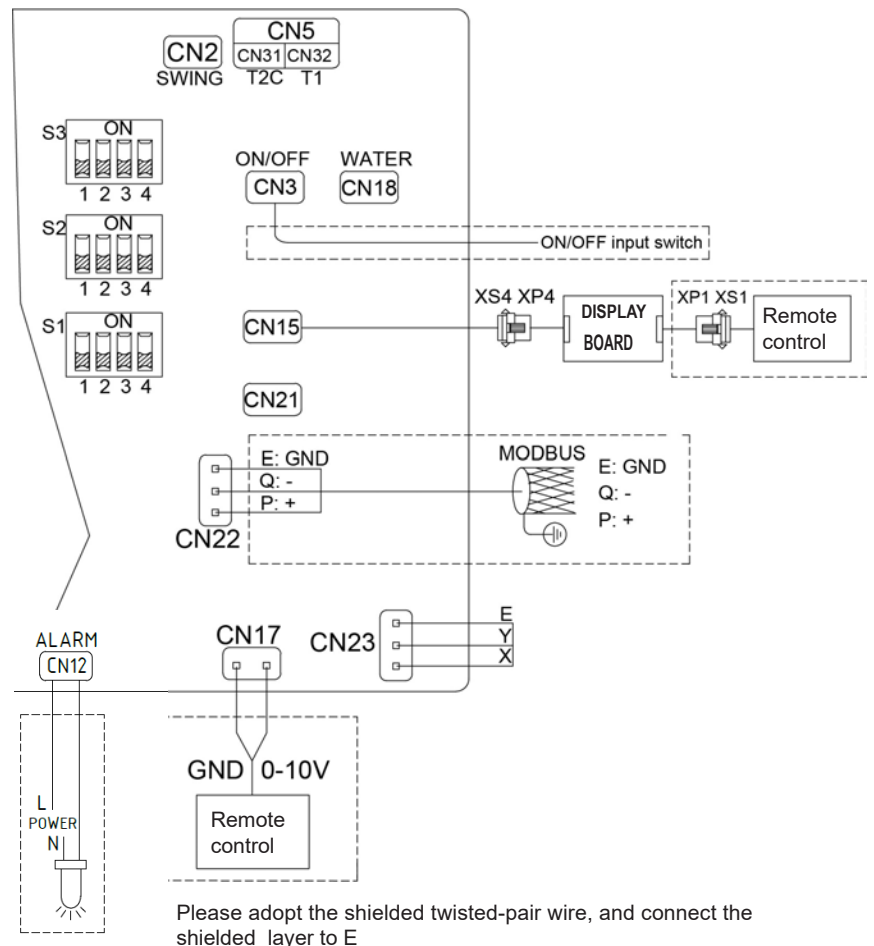 CN5
CN2 CN31 CN32
SWING T2C T1
S3 ON
1 2 3 4
ON/OFF WATER
CN3 CN18
S2 ON
1 2 3 4
ON/OFF input switch
XS4 XP4 XP1 XS1
S1 ON
1 2 3 4
CN15
DISPLAY
BOARD
Remote
control
CN21
MODBUS
E: GND
Q: -
P: +
E: GND
Q: -
P: +
CN22
ALARM
CN12
CN17
CN23
E
Y
X
GND 0-10V
Remote
control
L
POWER
N
Please adopt the shielded twisted-pair wire, and connect the
shielded layer to E